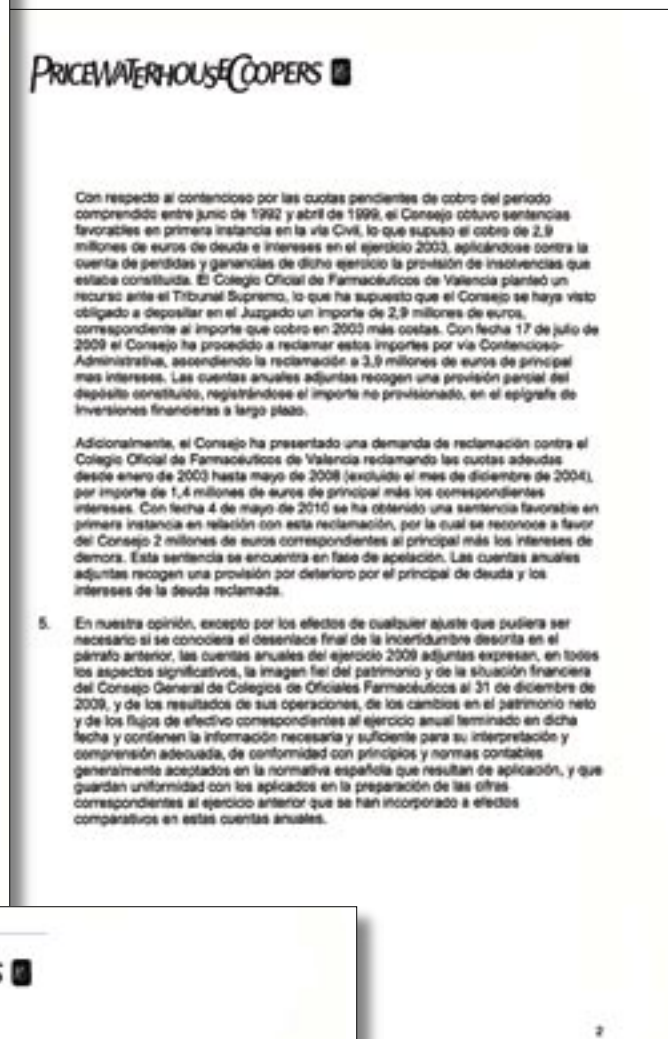 PRICEWATERHOUSECOOPERS
Con respecto al contencioso por las cuotas pendientes de cobro del periodo
comprendido entre junio de 1992 y abril de 1999, el Consejo obtuvo sentencias
favorables en primera instancia en la vía Civil, lo que supuso el cobro de 2,9
millones de euros de deuda e intereses en el ejercicio 2003, aplicándose contra la
cuenta de perdidas y ganancias de dicho ejercicio la provisión de insolvencias que
estaba constituida. El Colegio Oficial de Farmacéuticos de Valencia planteó un
recurso ante el Tribunal Supremo, lo que ha supuesto que el Consejo se haya visto
obligado a depositar en el Juzgado un importe de 2,9 millones de euros,
correspondiente al importe que cobro en 2003 más costas. Con fecha 17 de julio de
2009 el Consejo ha procedido a reclamar estos importes por vía Contencioso-
Administrativa, ascendiendo la reclamación a 3,9 millones de euros de principal
mas intereses. Las cuentas anuales adjuntas recogen una provisión parcial del
depósito constituido, registrándose el importe no provisionado, en el epígrafe de
Inversiones financieras a largo plazo.
Adicionalmente, el Consejo ha presentado una demanda de reclamación contra el
Colegio Oficial de Farmacéuticos de Valencia reclamando las cuotas adeudas
desde enero de 2003 hasta mayo de 2008 (excluido el mes de diciembre de 2004),
por importe de 1,4 millones de euros de principal más los correspondientes
intereses. Con fecha 4 de mayo de 2010 se ha obtenido una sentencia favorable en
primera instancia en relación con esta reclamación, por la cual se reconoce a favor
del Consejo 2 millones de euros correspondientes al principal más los intereses de
demora. Esta sentencia se encuentra en fase de apelación. Las cuentas anuales
adjuntas recogen una provisión por deterioro por el principal de deuda y los
intereses de la deuda reclamada.
5. En nuestra opinión, excepto por los efectos de cualquier ajuste que pudiera ser
necesario si se conociera el desenlace final de la incertidumbre descrita en el
párrafo anterior, las cuentas anuales del ejercicio 2009 adjuntas expresan, en todos
los aspectos significativos, la imagen fiel del patrimonio y de la situación financiera
del Consejo General de Colegios de Oficiales Farmacéuticos al 31 de diciembre de
2009, y de los resultados de sus operaciones, de los cambios en el patrimonio neto
y de los flujos de efectivo correspondientes al ejercicio anual terminado en dicha
fecha y contienen la información necesaria y suficiente para su interpretación y
comprensión adecuada, de conformidad con principios y normas contables
generalmente aceptados en la normativa española que resultan de aplicación, y que
guardan uniformidad con los aplicados en la preparación de las cifras
correspondientes al ejercicio anterior que se han incorporado a efectos
comparativos en estas cuentas anuales.
S
2